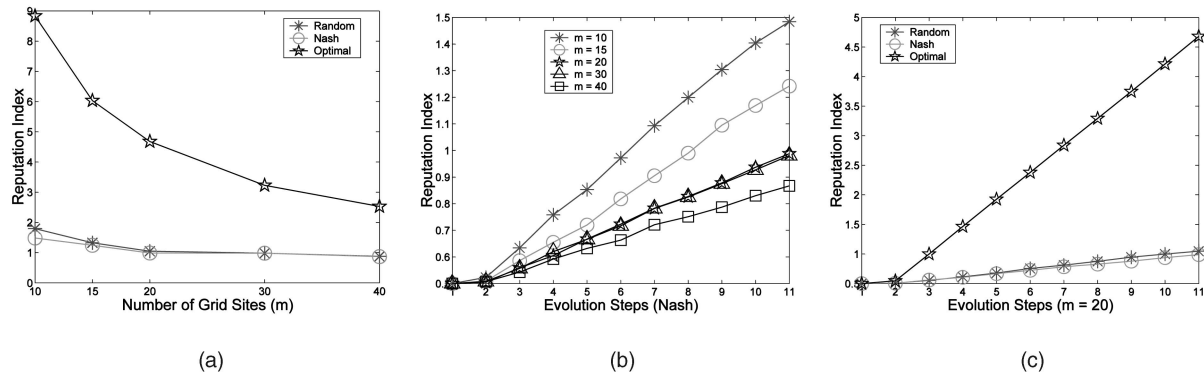 Reputation Index
9
8
7
6
5
4
3
2
1
0
Random
Nash
Optimal
10
15
20
30
40
Number of Grid Sites (m)
(a)
Reputation Index
1.5
1.4
1.3
1.2
1.1
1
0.9
0.8
0.7
0.6
0.5
m = 10
m = 15
m = 20
m = 30
m = 40
1 2 3 4 5 6 7 8 9 10 11
Evolution Steps (Nash)
(b)
Reputation Index
5
4.5
4
3.5
3
2.5
2
1.5
1
0.5
Random
Nash
Optimal
1 2 3 4 5 6 7 8 9 10 11
Evolution Steps (m = 20)
(c)